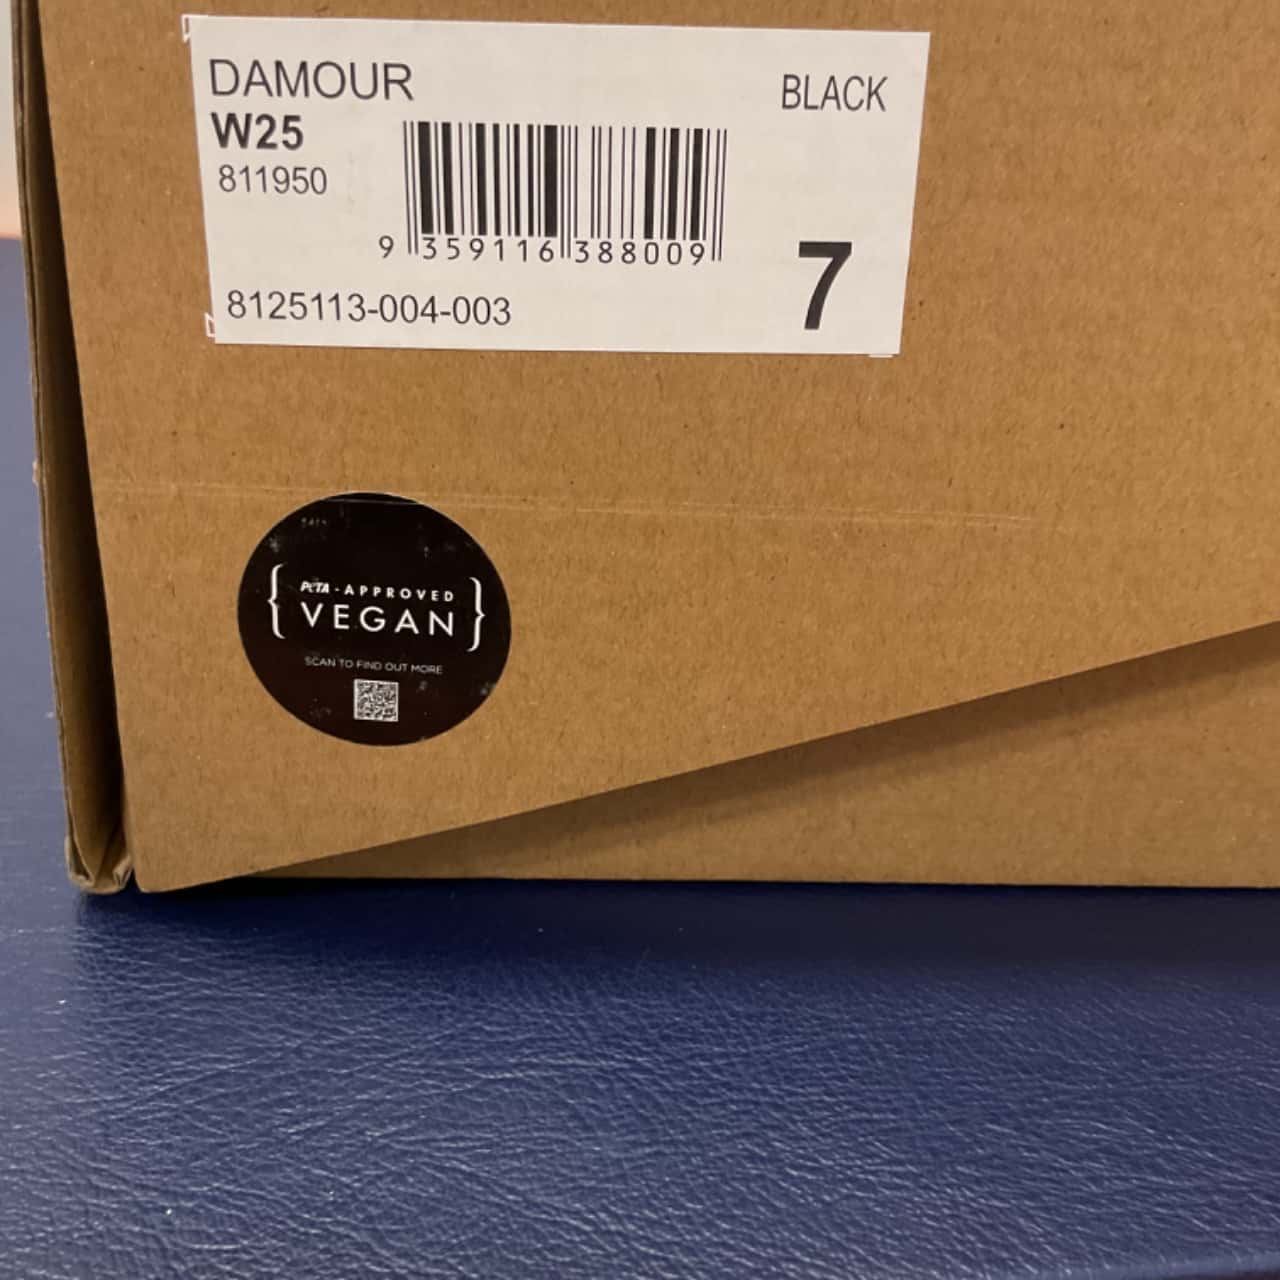 DAMOUR
BLACK
W25
811950
9 359116 388009
7
8125113-004-003
PETA - APPROVED
VEGAN
SCAN TO FIND OUT MORE